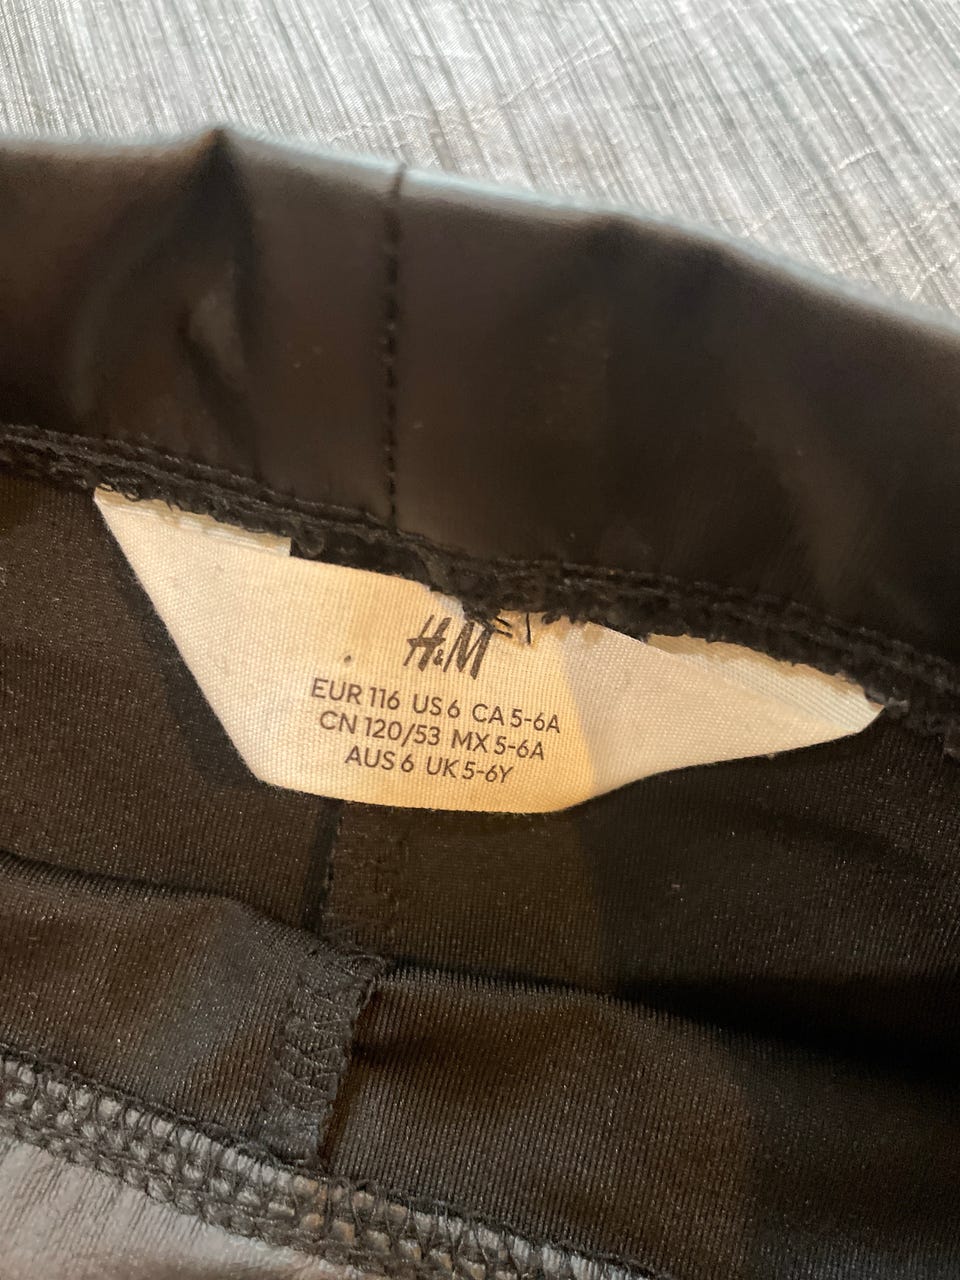 H&M
EUR 116 US 6 CA 5-6A
CN 120/53 MX 5-6A
AUS 6 UK 5-6Y